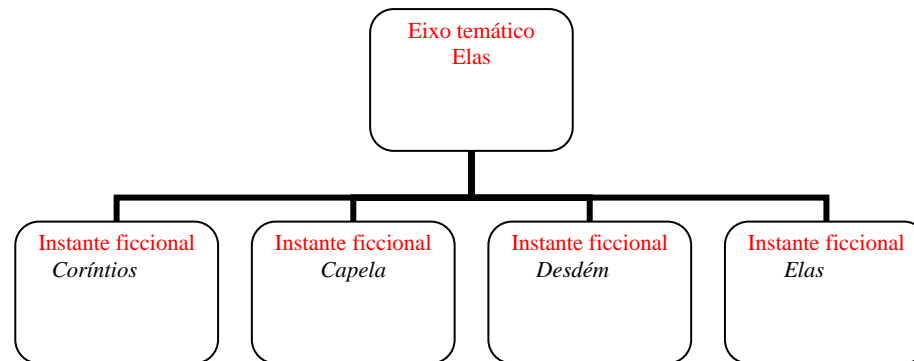 Eixo temático
Elas
Instante ficcional
Coríntios
Instante ficcional
Capela
Instante ficcional
Desdém
Instante ficcional
Elas